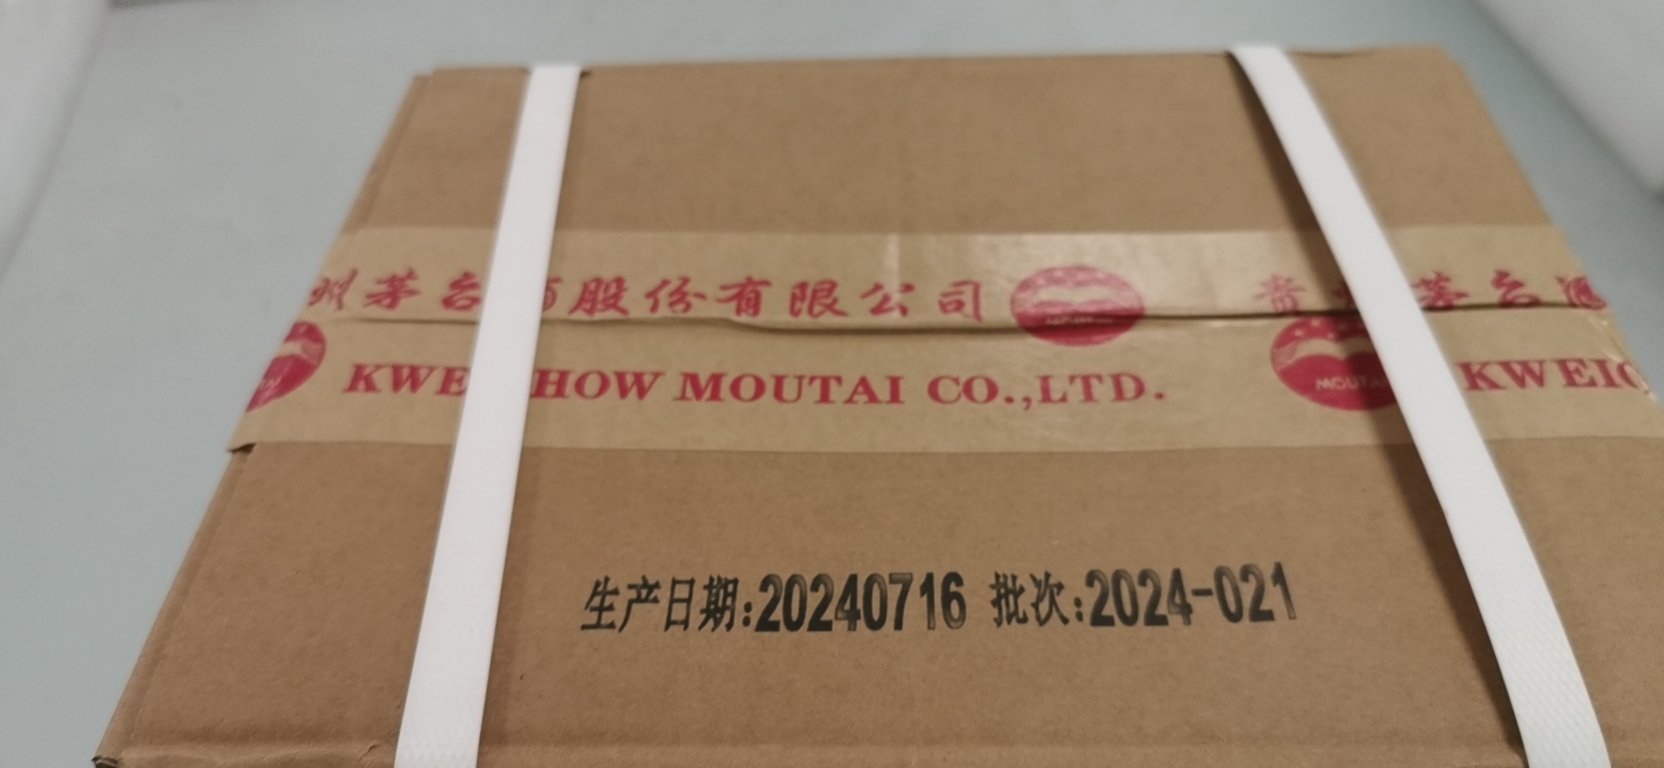 州茅台酒股份有限公司 贵州茅台酒
KWEICHOW MOUTAI CO.,LTD. MOUTAI KWEIC
生产日期:20240716 批次:2024-021